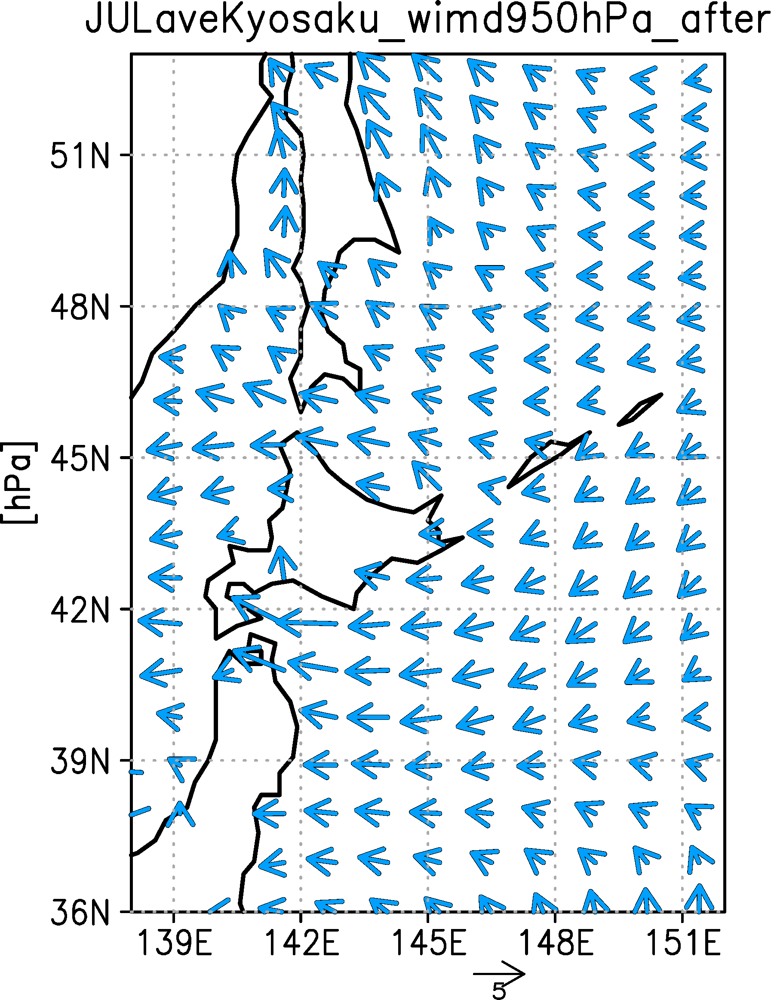 JULaveKyosaku_wimd950hPa_after
[hPa]
51N
48N
45N
42N
39N
36N
139E 142E 145E 148E 151E
5